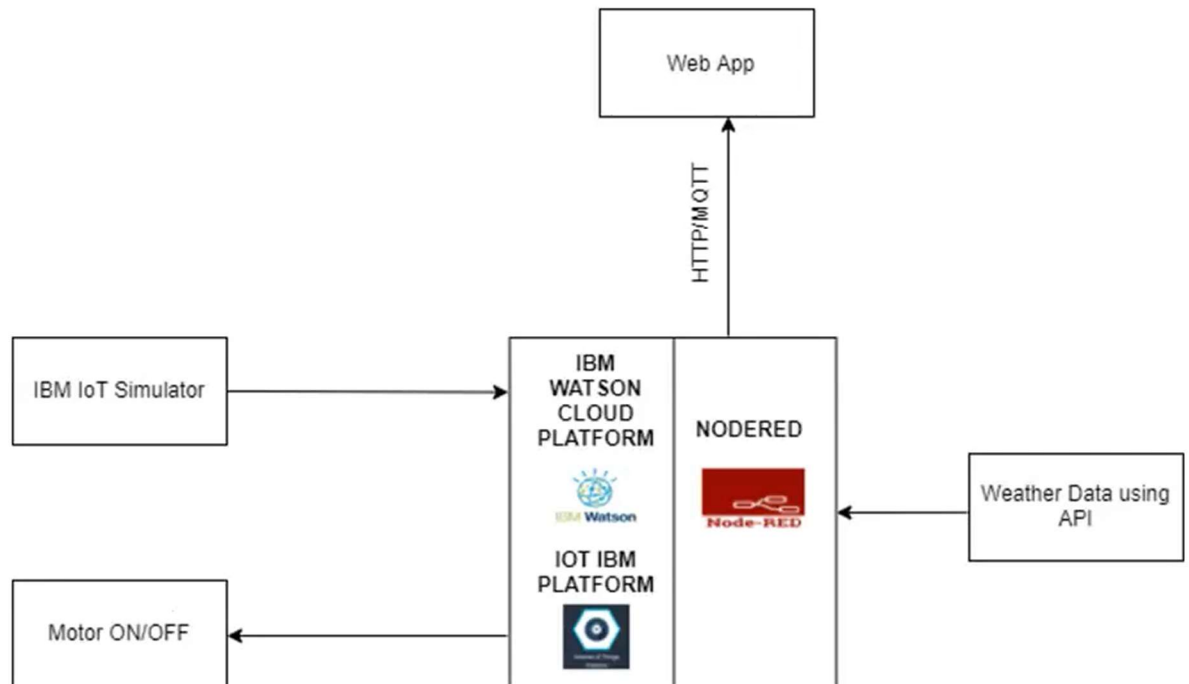 Web App
HTTP/MQTT
IBM IoT Simulator
IBM
WATSON
CLOUD
PLATFORM
IBM Watson
IOT IBM
PLATFORM
NODERED
Node-RED
Weather Data using
API
Motor ON/OFF